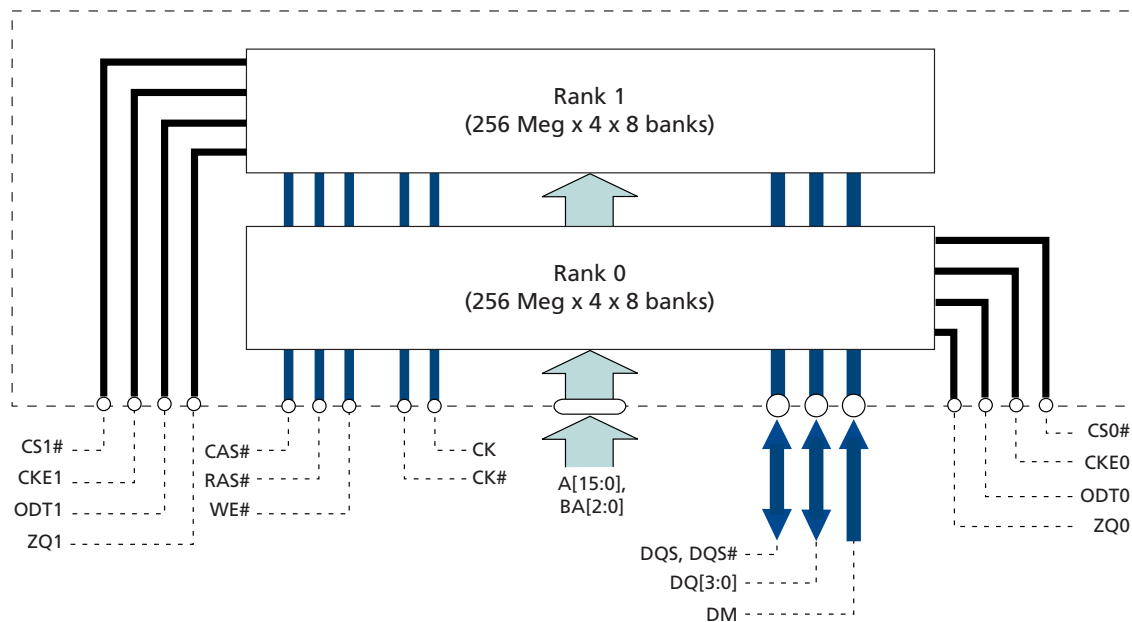 Rank 1
(256 Meg x 4 x 8 banks)
Rank 0
(256 Meg x 4 x 8 banks)
CS1#
CKE1
ODT1
ZQ1
CAS#
RAS#
WE#
CK
CK#
A[15:0],
BA[2:0]
DQS, DQS#
DQ[3:0]
DM
CS0#
CKE0
ODT0
ZQ0